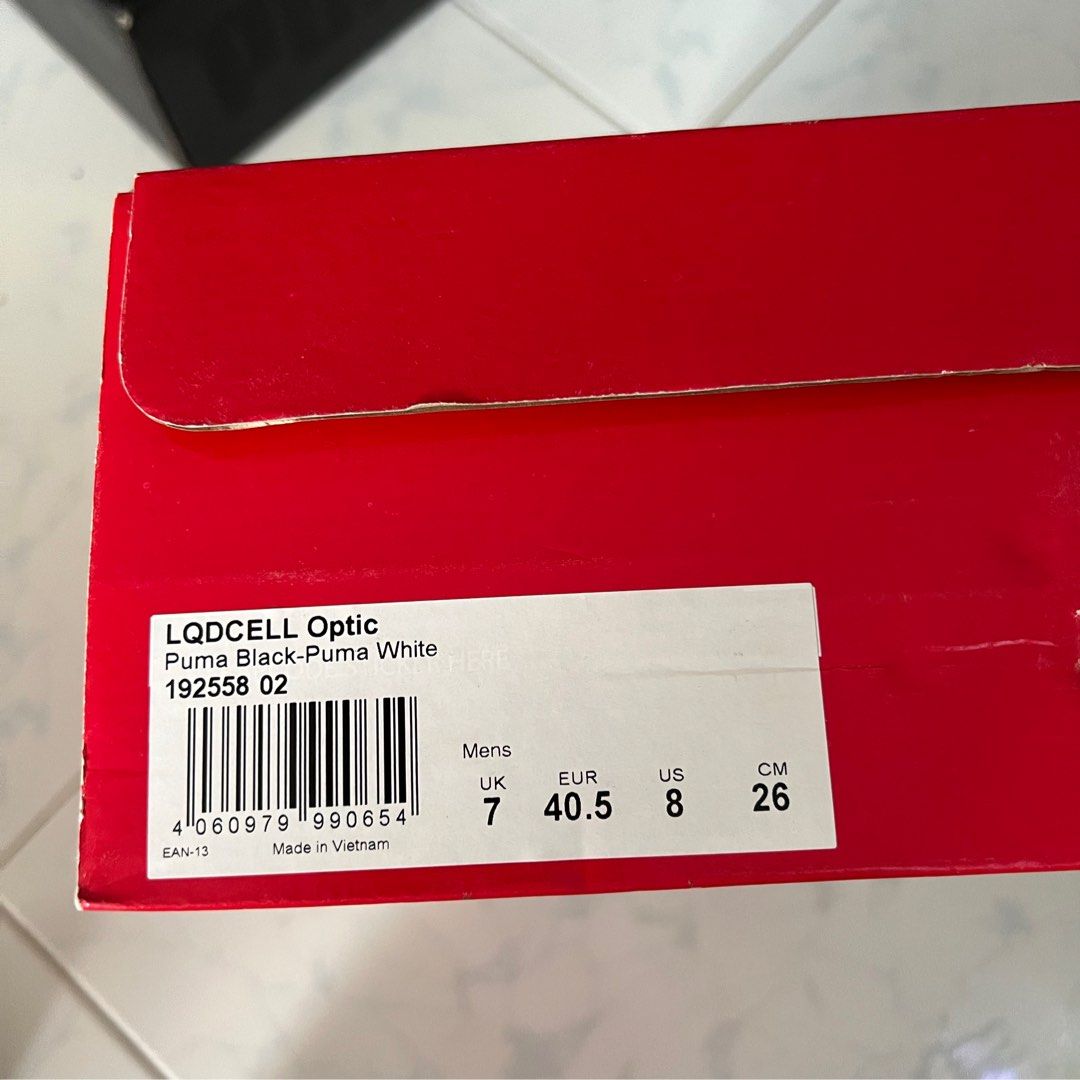 LQDCELL Optic
Puma Black-Puma White
192558 02
4 060979 990654
EAN-13
Made in Vietnam
Mens
UK EUR US CM
7 40.5 8 26